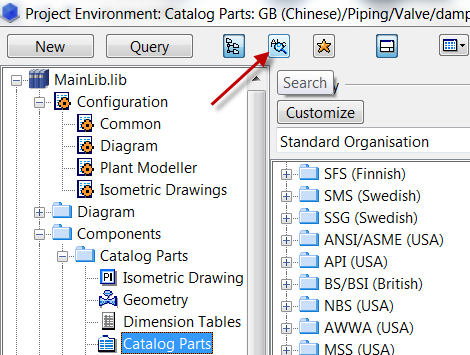 Project Environment: Catalog Parts: GB (Chinese)/Piping/Valve/damp
New
Query
Search
Customize
Standard Organisation
MainLib.lib
Configuration
Common
Diagram
Plant Modeller
Isometric Drawings
Diagram
Components
Catalog Parts
Isometric Drawing
Geometry
Dimension Tables
Catalog Parts
SFS (Finnish)
SMS (Swedish)
SSG (Swedish)
ANSI/ASME (USA)
API (USA)
BS/BSI (British)
NBS (USA)
AWWA (USA)
MSS (USA)